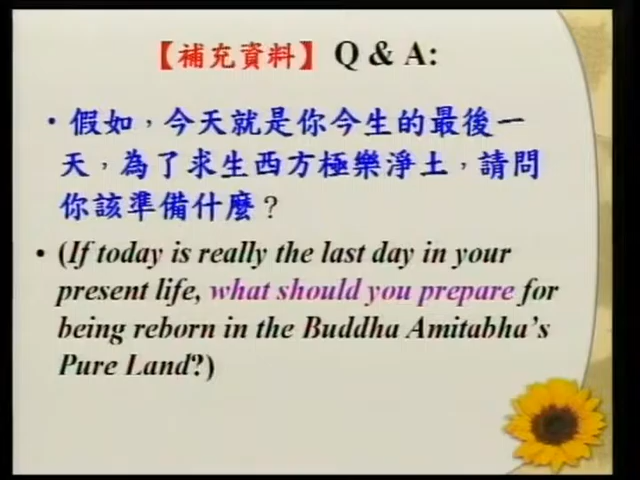 【補充資料】 Q & A:
• 假如，今天就是你今生的最後一
天，為了求生西方極樂淨土，請問
你該準備什麼？
• (If today is really the last day in your
present life, what should you prepare for
being reborn in the Buddha Amitabha's
Pure Land?)